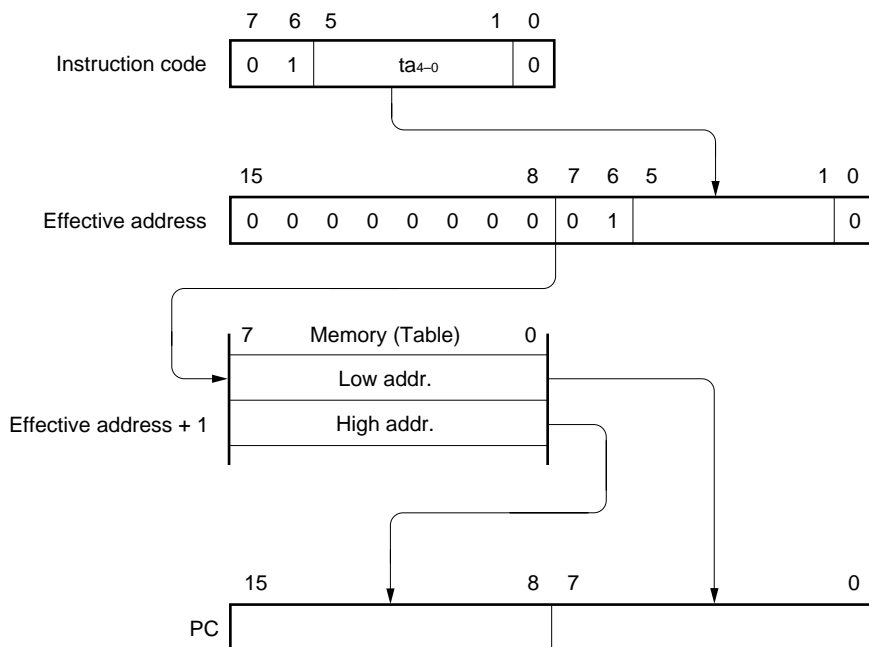 7 6 5 1 0
Instruction code 0 1 ta4–0 0
15 8 7 6 5 1 0
Effective address 0 0 0 0 0 0 0 0 0 1 0
7 Memory (Table) 0
Low addr.
Effective address + 1 High addr.
15 8 7 0
PC